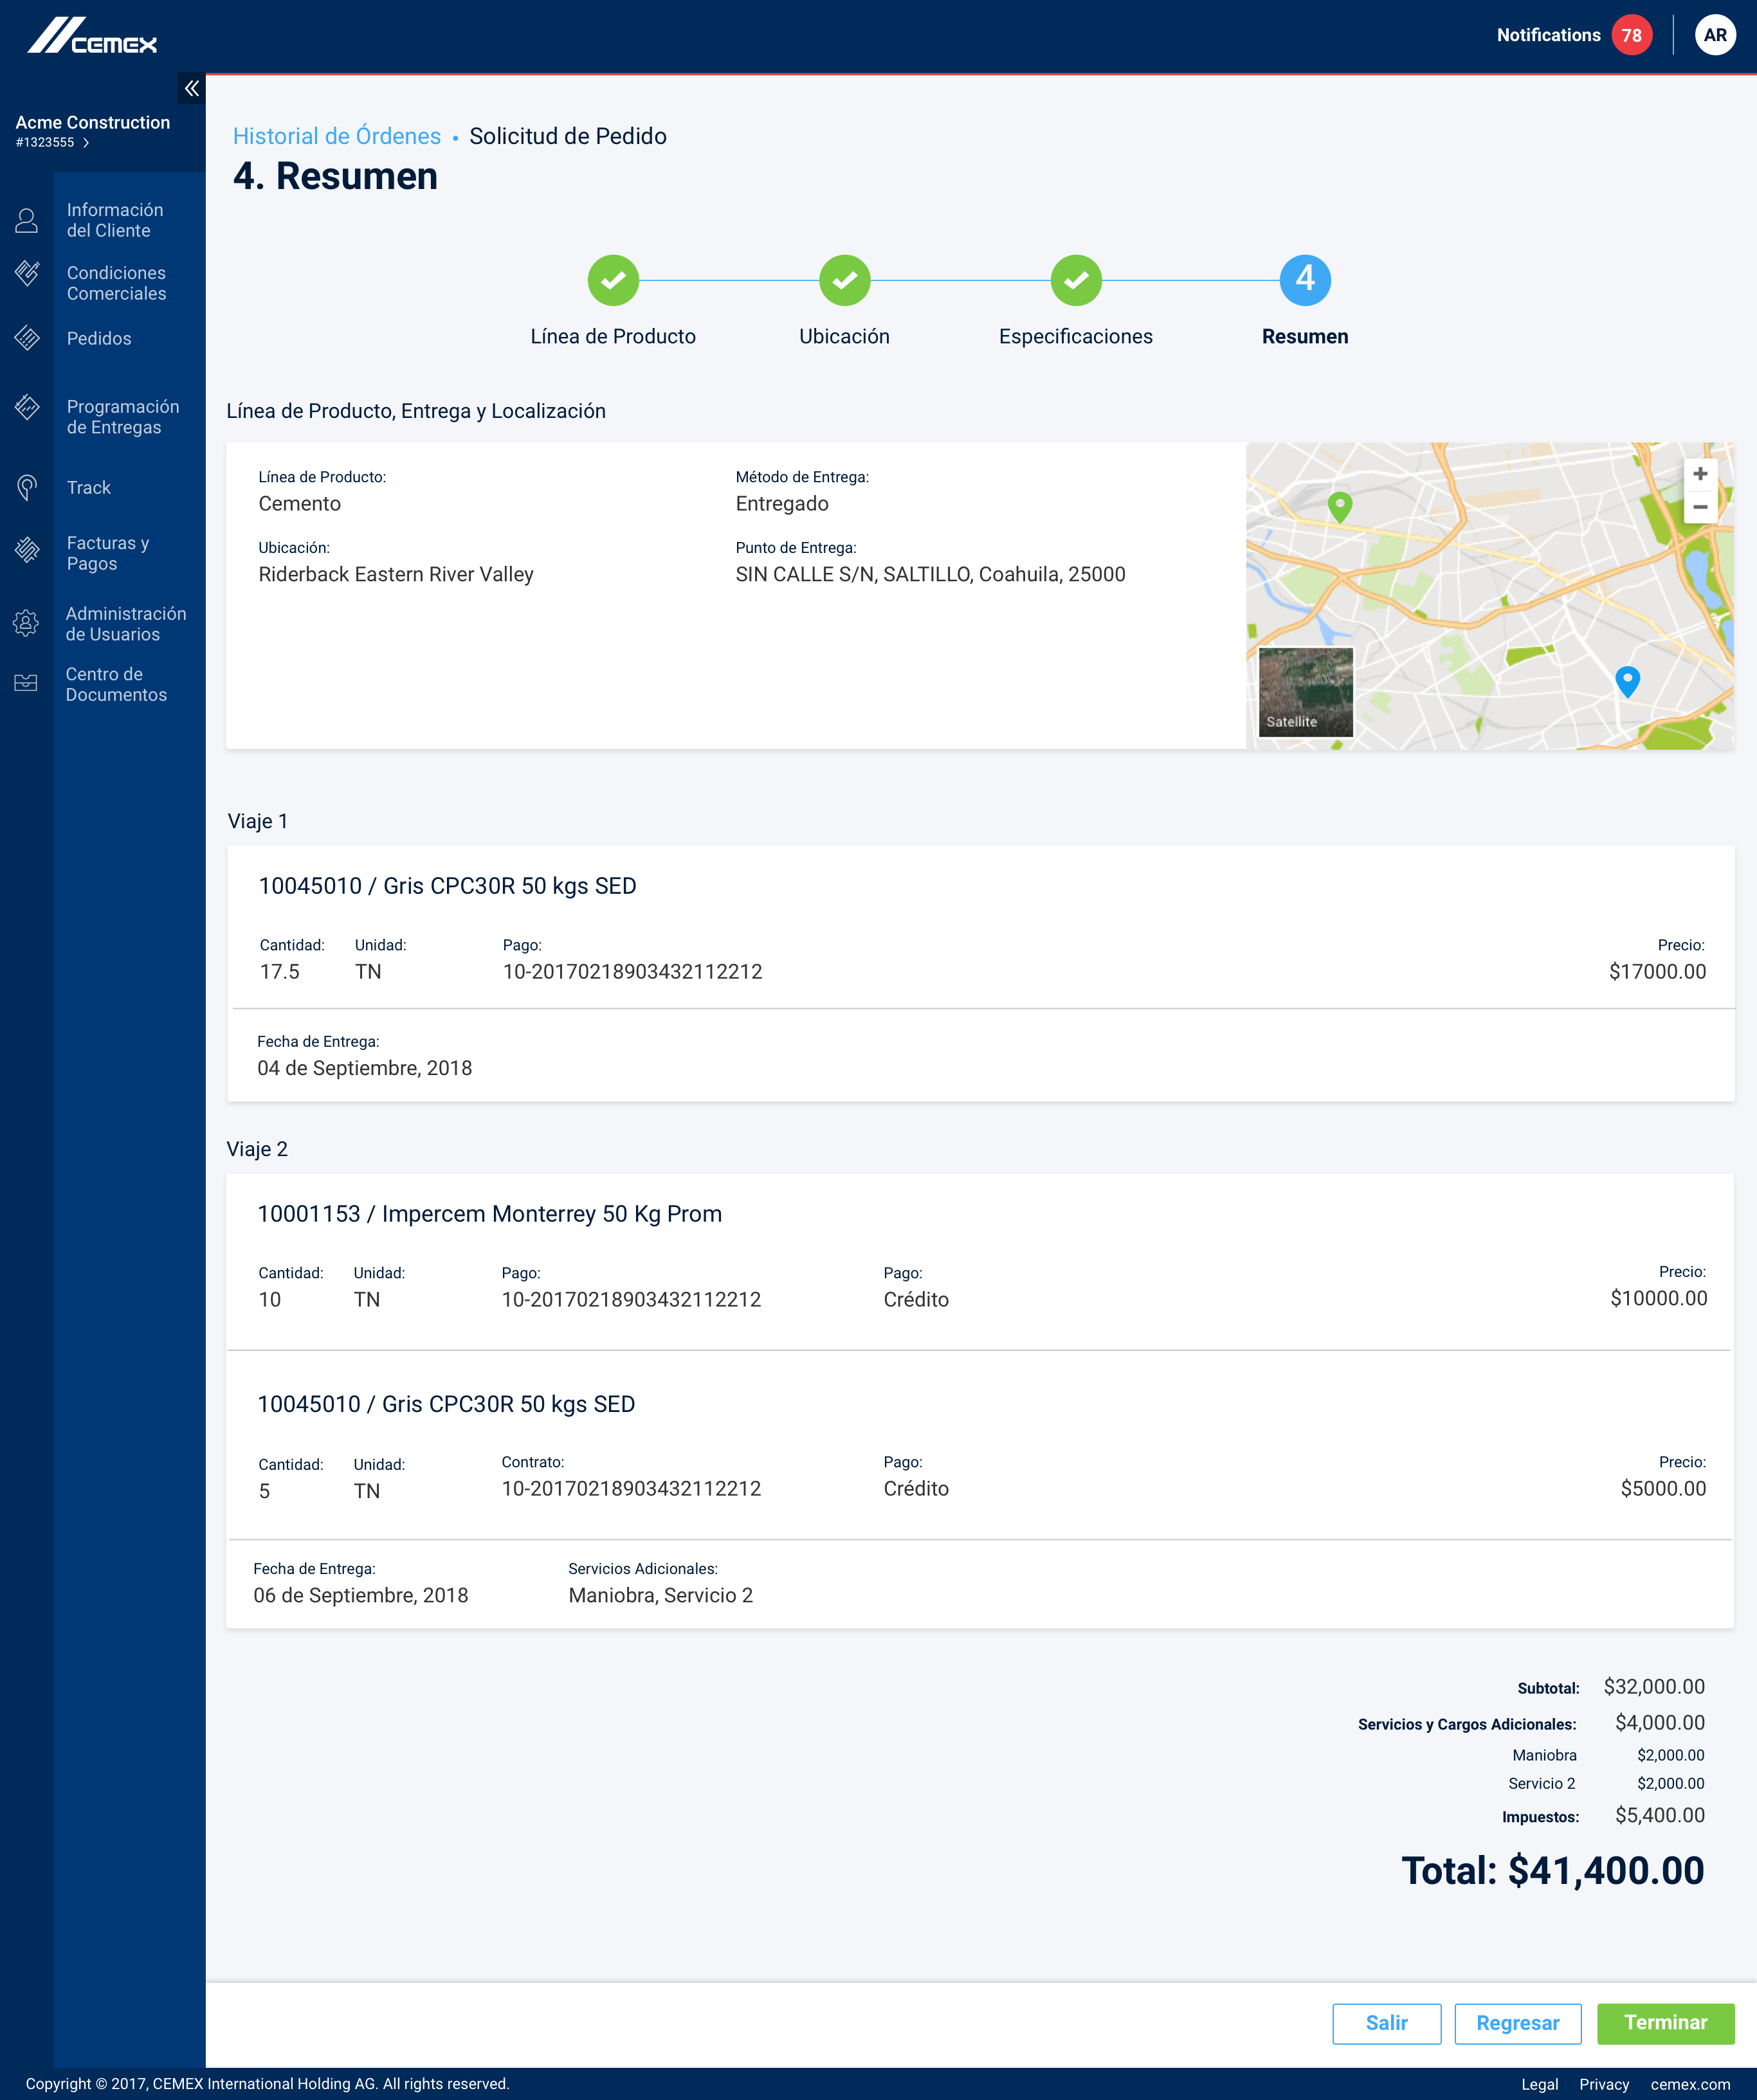 CEMEX
Notifications 78 AR
Acme Construction
#1323555
Información
del Cliente
Condiciones
Comerciales
Pedidos
Programación
de Entregas
Track
Facturas y
Pagos
Administración
de Usuarios
Centro de
Documentos
Historial de Órdenes • Solicitud de Pedido
4. Resumen
4
Línea de Producto Ubicación Especificaciones Resumen
Línea de Producto, Entrega y Localización
Línea de Producto: Método de Entrega:
Cemento Entregado
Ubicación: Punto de Entrega:
Riderback Eastern River Valley SIN CALLE S/N, SALTILLO, Coahuila, 25000
+
−
Satellite
Viaje 1
10045010 / Gris CPC30R 50 kgs SED
Cantidad: Unidad: Pago: Precio:
17.5 TN 10-20170218903432112212 $17000.00
Fecha de Entrega:
04 de Septiembre, 2018
Viaje 2
10001153 / Impercem Monterrey 50 Kg Prom
Cantidad: Unidad: Pago: Pago: Precio:
10 TN 10-20170218903432112212 Crédito $10000.00
10045010 / Gris CPC30R 50 kgs SED
Cantidad: Unidad: Contrato: Pago: Precio:
5 TN 10-20170218903432112212 Crédito $5000.00
Fecha de Entrega: Servicios Adicionales:
06 de Septiembre, 2018 Maniobra, Servicio 2
Subtotal: $32,000.00
Servicios y Cargos Adicionales: $4,000.00
Maniobra $2,000.00
Servicio 2 $2,000.00
Impuestos: $5,400.00
Total: $41,400.00
Salir Regresar Terminar
Copyright © 2017, CEMEX International Holding AG. All rights reserved. Legal Privacy cemex.com